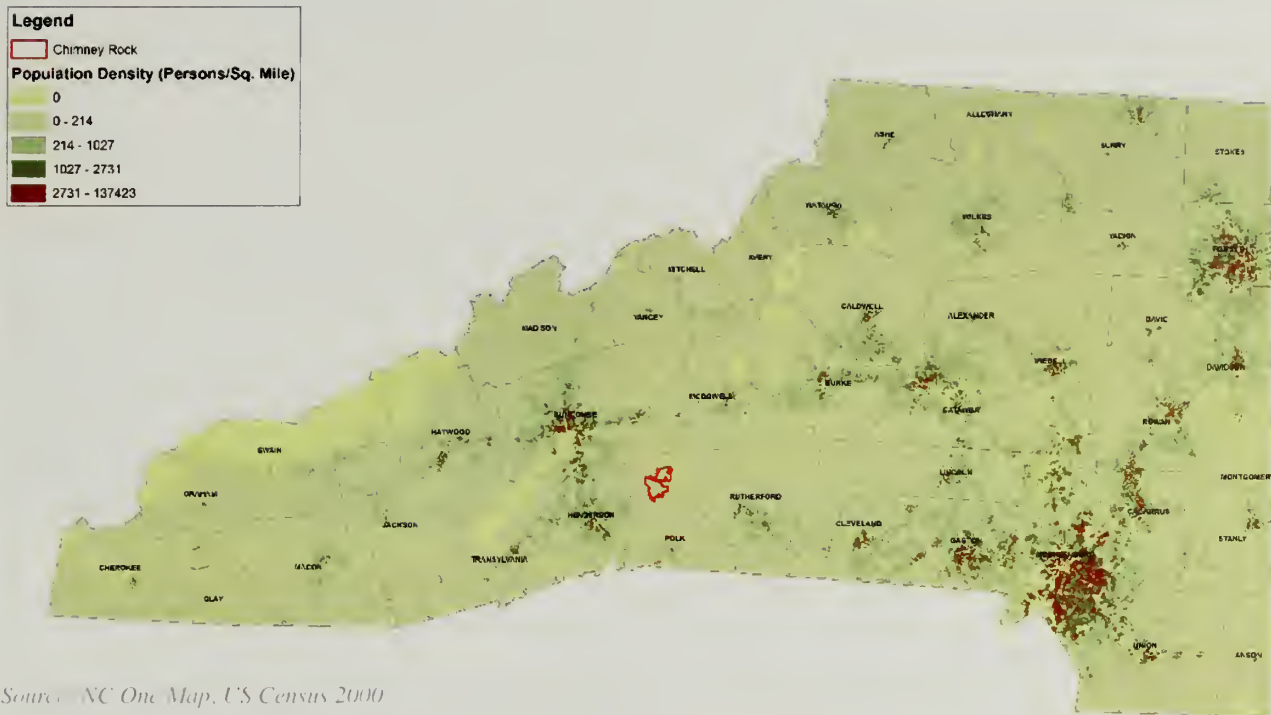 Legend
Chimney Rock
Population Density (Persons/Sq. Mile)
0
0 - 214
214 - 1027
1027 - 2731
2731 - 137423
ALLEGHANY
ASHE
SURRY
STOKES
WATAUGA
WILKES
YADKIN
MITCHELL
AVERY
CALDWELL
ALEXANDER
DAVIE
MADISON
YANCEY
DAVIDSON
BURKE
MCDOWELL
CATAWBA
BUNCOMBE
ROWAN
HAYWOOD
SWAIN
LINCOLN
MONTGOMERY
GRAHAM
RUTHERFORD
CABARRUS
JACKSON
HENDERSON
CLEVELAND
POLK
GASTON
STANLY
TRANSYLVANIA
CHEROKEE
MACON
CLAY
UNION
ANSON
Source: NC One Map, US Census 2000